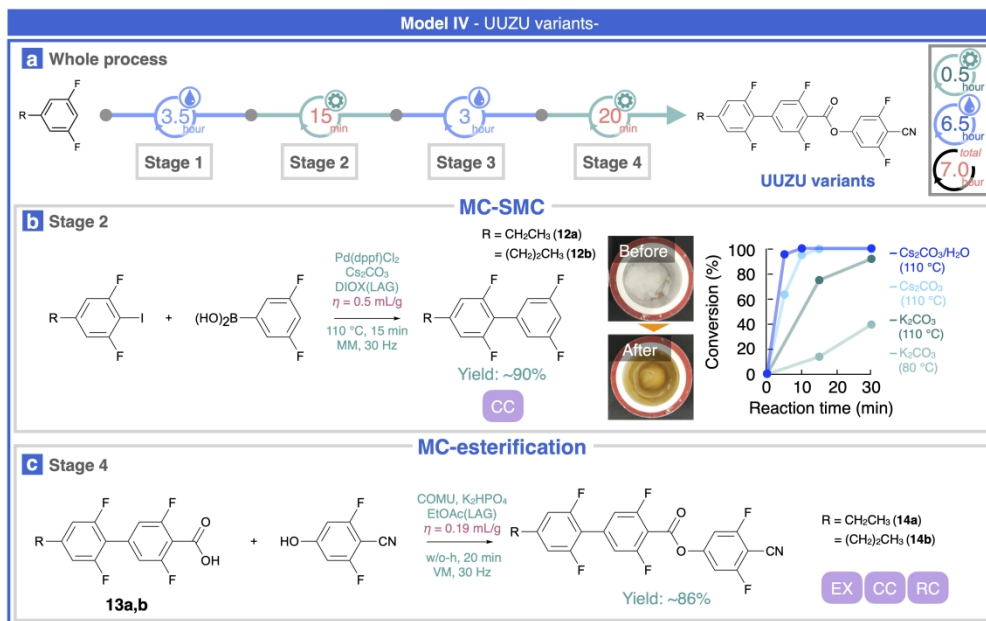 Model IV - UUZU variants-
a Whole process
F
R
F
3.5
hour
Stage 1
15
min
Stage 2
3
hour
Stage 3
20
min
Stage 4
F
F
O
F
R
O
CN
F
F
F
UUZU variants
0.5
hour
6.5
hour
total
7.0
hour
b Stage 2
MC-SMC
F
R
I
F
+
(HO)₂B
F
F
Pd(dppf)Cl₂
Cs₂CO₃
DIOX(LAG)
η = 0.5 mL/g
110 °C, 15 min
MM, 30 Hz
R = CH₂CH₃ (12a)
= (CH₂)₂CH₃ (12b)
F
F
R
F
F
Yield: ~90%
CC
Before
After
Conversion (%)
100
80
60
40
20
0
0
10
20
30
Reaction time (min)
Cs₂CO₃/H₂O
(110 °C)
Cs₂CO₃
(110 °C)
K₂CO₃
(110 °C)
K₂CO₃
(80 °C)
MC-esterification
c Stage 4
F
F
O
R
OH
F
F
13a,b
+
F
HO
CN
F
COMU, K₂HPO₄
EtOAc(LAG)
η = 0.19 mL/g
w/o-h, 20 min
VM, 30 Hz
F
F
O
F
R
O
CN
F
F
F
Yield: ~86%
R = CH₂CH₃ (14a)
= (CH₂)₂CH₃ (14b)
EX CC RC